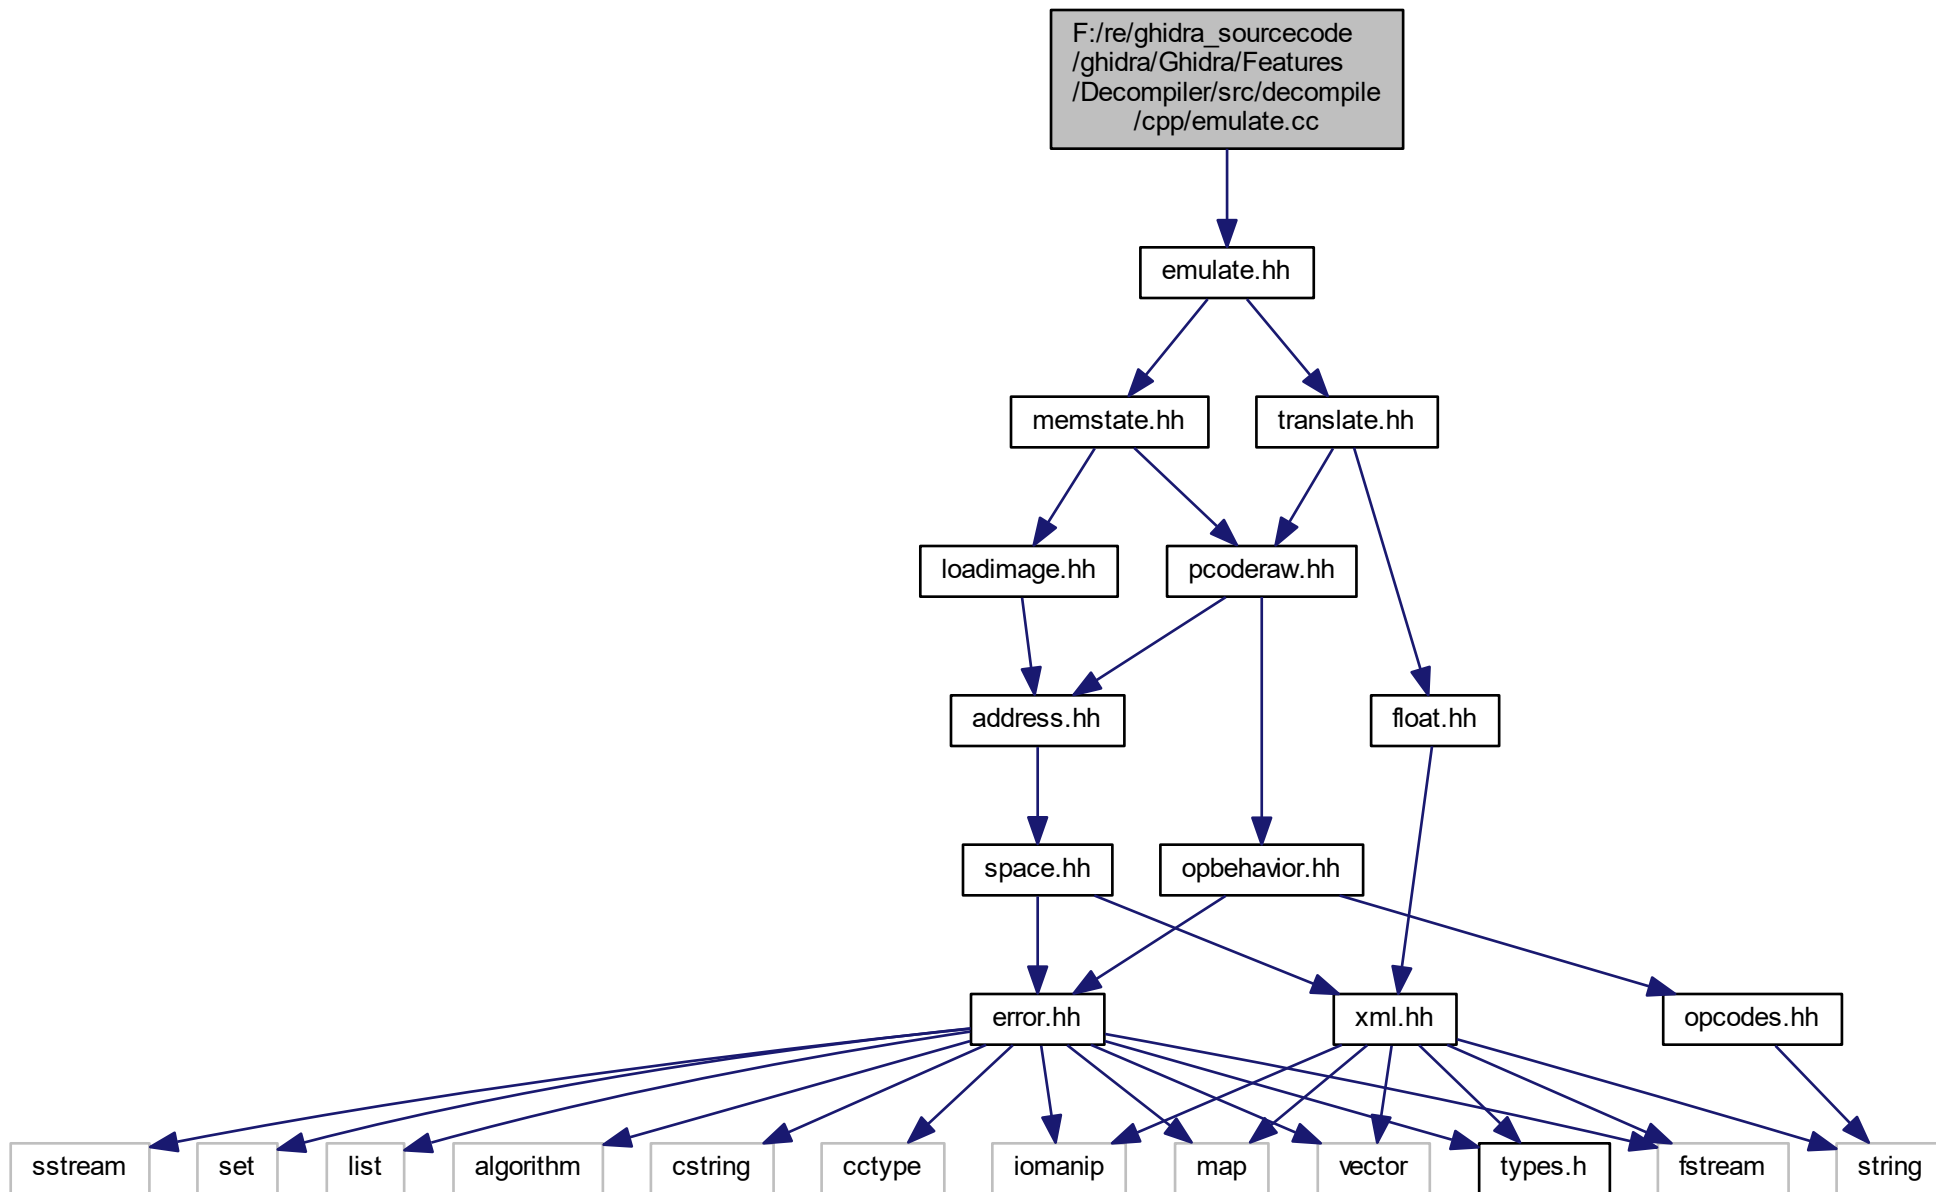 F:/re/ghidra_sourcecode
/ghidra/Ghidra/Features
/Decompiler/src/decompile
/cpp/emulate.cc
emulate.hh
memstate.hh
translate.hh
loadimage.hh
pcoderaw.hh
address.hh
float.hh
space.hh
opbehavior.hh
error.hh
xml.hh
opcodes.hh
sstream
set
list
algorithm
cstring
cctype
iomanip
map
vector
types.h
fstream
string